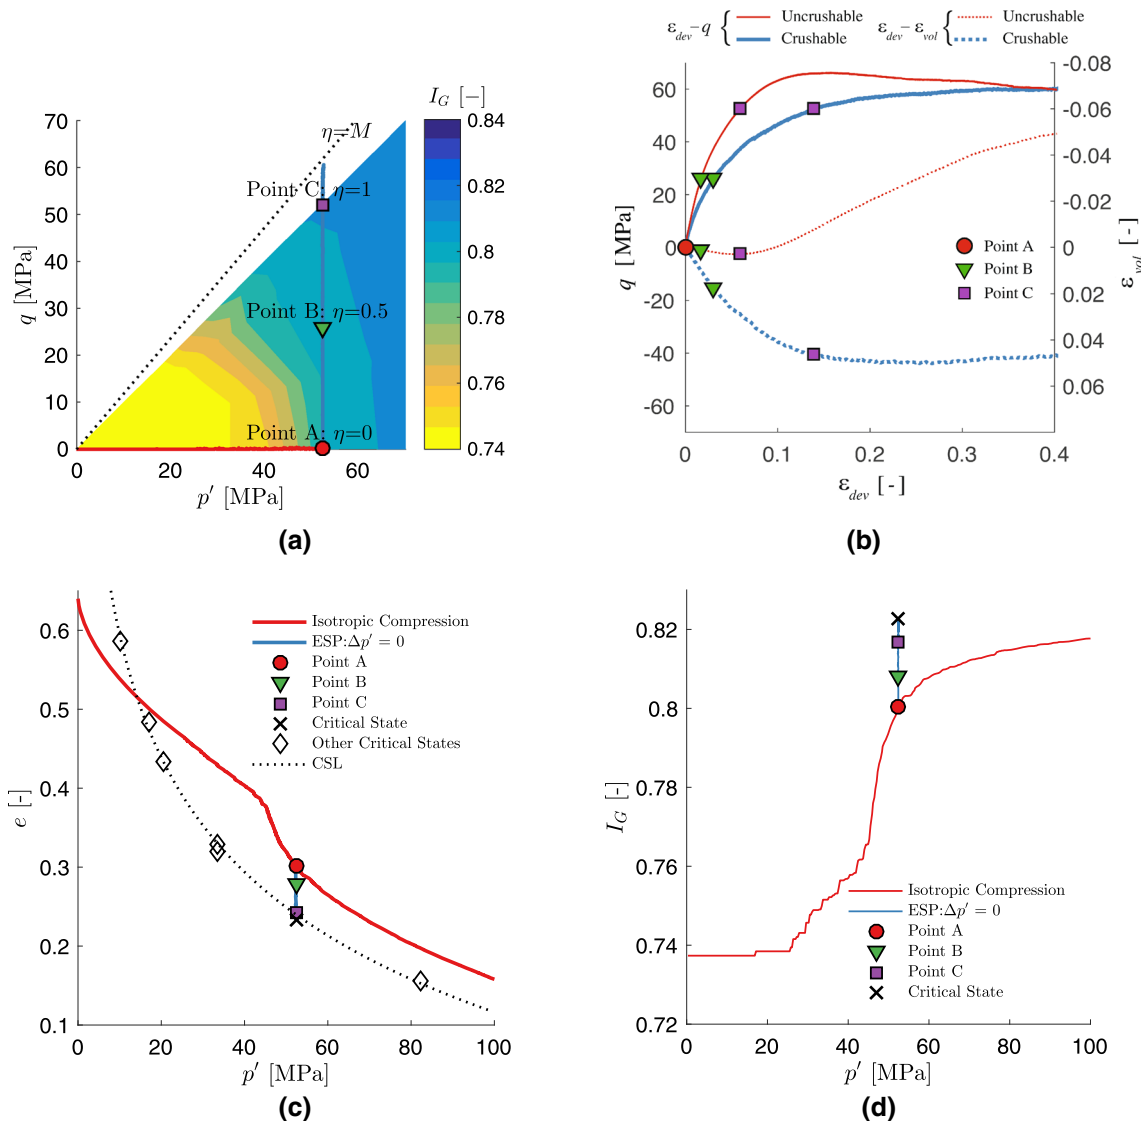 ε_dev–q { Uncrushable
Crushable
ε_dev–ε_vol { Uncrushable
Crushable
I_G [−]
70
60
50
40
30
20
10
0
q [MPa]
η=M
Point C: η=1
Point B: η=0.5
Point A: η=0
0 20 40 60
p′ [MPa]
0.84
0.82
0.8
0.78
0.76
0.74
(a)
60
40
20
0
-20
-40
-60
q [MPa]
-0.08
-0.06
-0.04
-0.02
0
0.02
0.04
0.06
ε_vol [-]
Point A
Point B
Point C
0 0.1 0.2 0.3 0.4
ε_dev [-]
(b)
0.6
0.5
0.4
0.3
0.2
0.1
e [-]
Isotropic Compression
ESP:Δp′ = 0
Point A
Point B
Point C
Critical State
Other Critical States
CSL
0 20 40 60 80 100
p′ [MPa]
(c)
0.82
0.8
0.78
0.76
0.74
0.72
I_G [-]
Isotropic Compression
ESP:Δp′ = 0
Point A
Point B
Point C
Critical State
0 20 40 60 80 100
p′ [MPa]
(d)